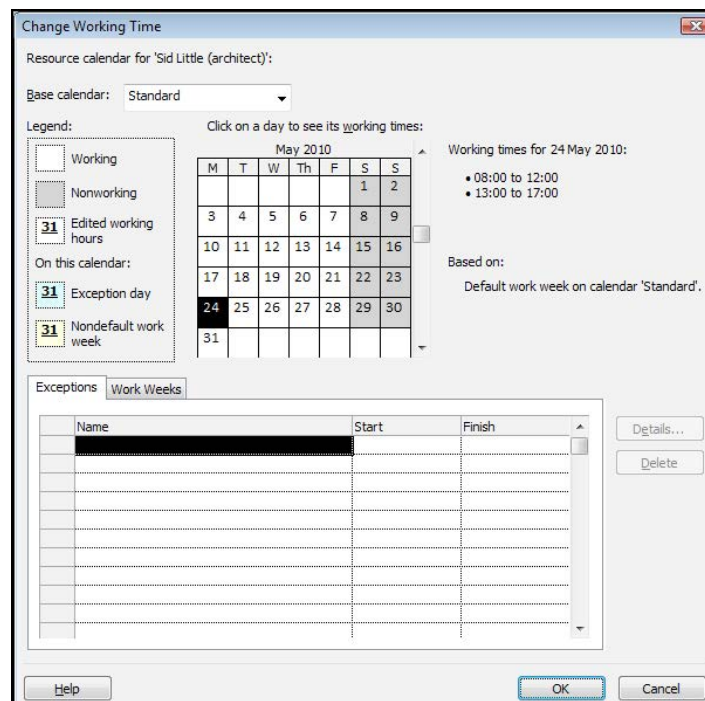 Change Working Time
Resource calendar for 'Sid Little (architect)':
Base calendar: Standard
Legend:
Working
Nonworking
31 Edited working
hours
On this calendar:
31 Exception day
31 Nondefault work
week
Click on a day to see its working times:
May 2010
M T W Th F S S
1 2
3 4 5 6 7 8 9
10 11 12 13 14 15 16
17 18 19 20 21 22 23
24 25 26 27 28 29 30
31
Working times for 24 May 2010:
• 08:00 to 12:00
• 13:00 to 17:00
Based on:
Default work week on calendar 'Standard'.
Exceptions Work Weeks
Name Start Finish
Details...
Delete
Help OK Cancel